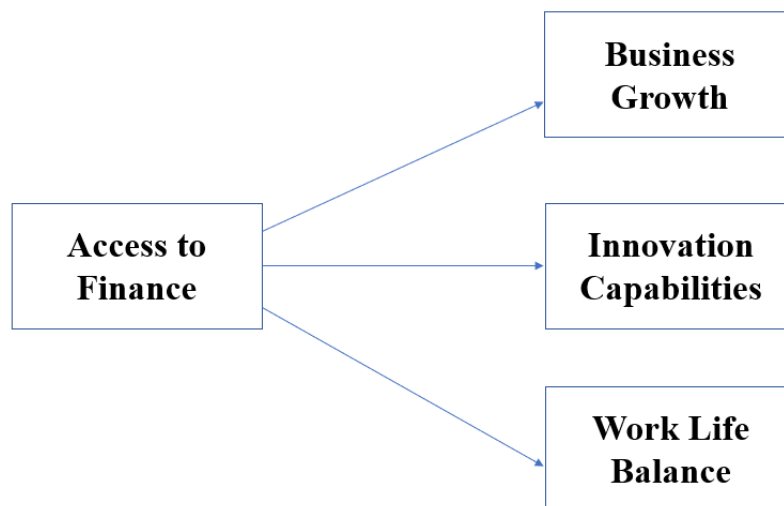 Business
Growth
Access to
Finance
Innovation
Capabilities
Work Life
Balance